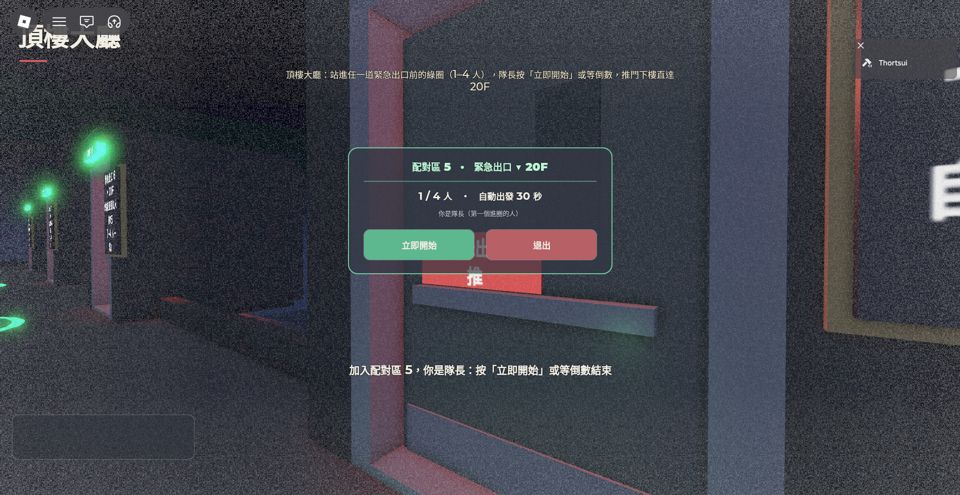 頂樓大廳
頂樓大廳：站進任一道緊急出口前的綠圈（1–4 人），隊長按「立即開始」或等倒數，推門下樓直達
20F
Thortsui
配對區 5 • 緊急出口 ▼ 20F
1 / 4 人 • 自動出發 30 秒
你是隊長（第一個進圈的人）
立即開始
退出
推
加入配對區 5，你是隊長：按「立即開始」或等倒數結束